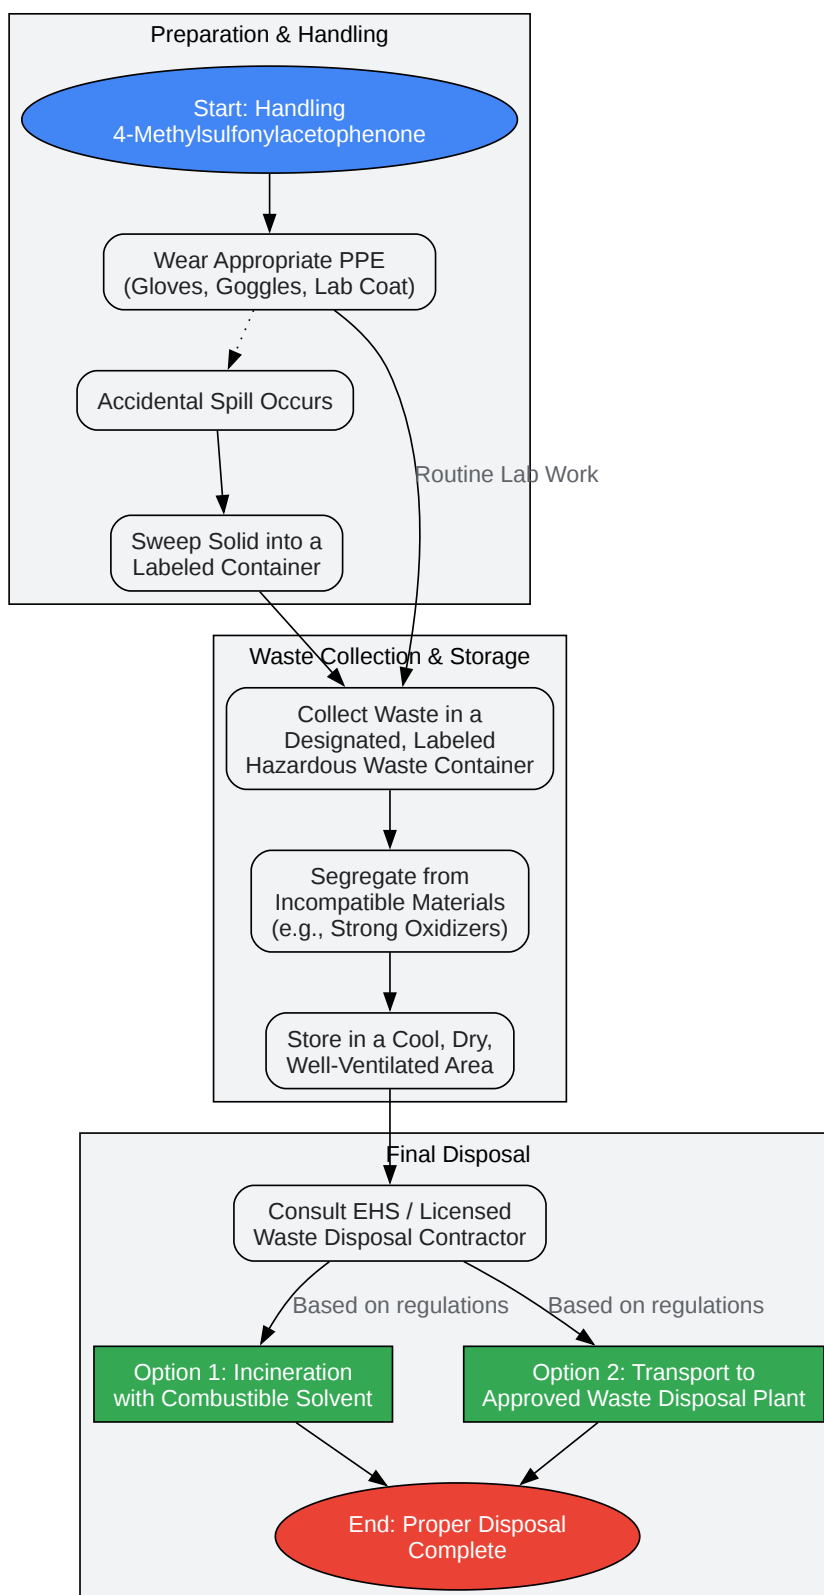 Preparation & Handling
Start: Handling
4-Methylsulfonylacetophenone
Wear Appropriate PPE
(Gloves, Goggles, Lab Coat)
Accidental Spill Occurs
Routine Lab Work
Sweep Solid into a
Labeled Container
Waste Collection & Storage
Collect Waste in a
Designated, Labeled
Hazardous Waste Container
Segregate from
Incompatible Materials
(e.g., Strong Oxidizers)
Store in a Cool, Dry,
Well-Ventilated Area
Final Disposal
Consult EHS / Licensed
Waste Disposal Contractor
Based on regulations
Based on regulations
Option 1: Incineration
with Combustible Solvent
Option 2: Transport to
Approved Waste Disposal Plant
End: Proper Disposal
Complete